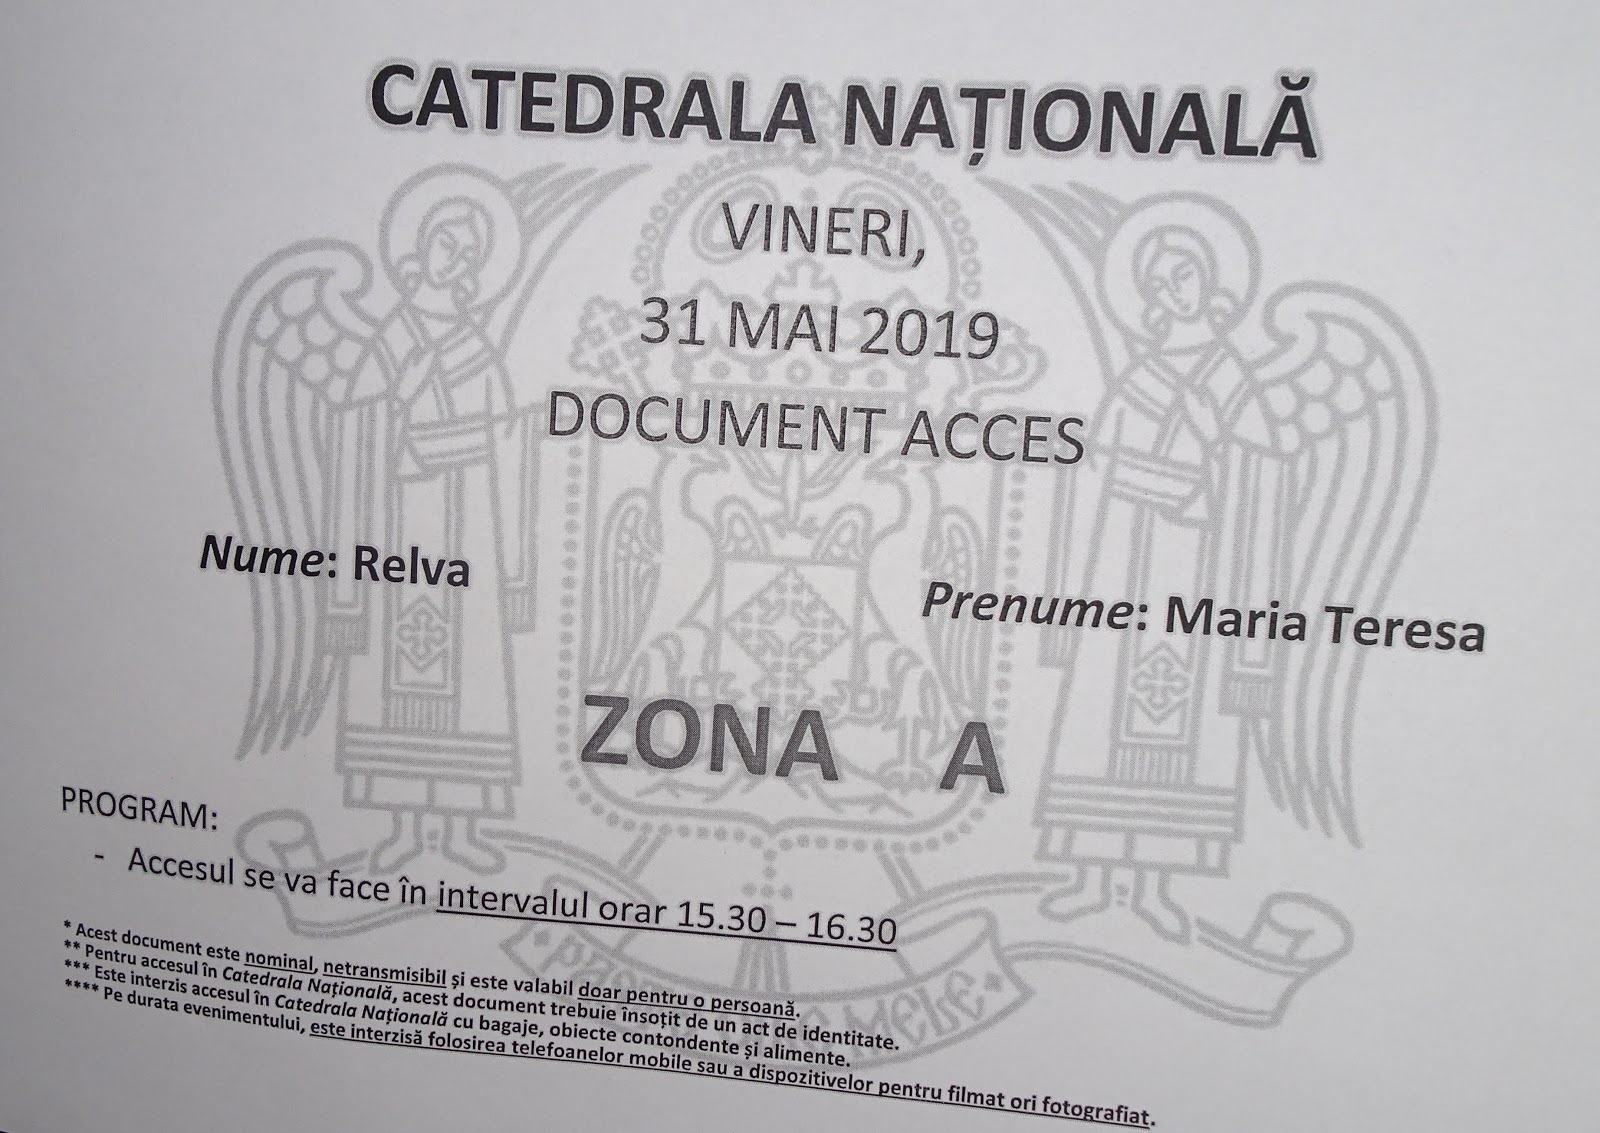 CATEDRALA NAȚIONALĂ
VINERI,
31 MAI 2019
DOCUMENT ACCES
Nume: Relva
Prenume: Maria Teresa
ZONA A
PROGRAM:
- Accesul se va face în intervalul orar 15.30 – 16.30
* Acest document este nominal, netransmisibil și este valabil doar pentru o persoană.
** Pentru accesul în Catedrala Națională, acest document trebuie însoțit de un act de identitate.
*** Este interzis accesul în Catedrala Națională cu bagaje, obiecte contondente și alimente.
**** Pe durata evenimentului, este interzisă folosirea telefoanelor mobile sau a dispozitivelor pentru filmat ori fotografiat.
MELE